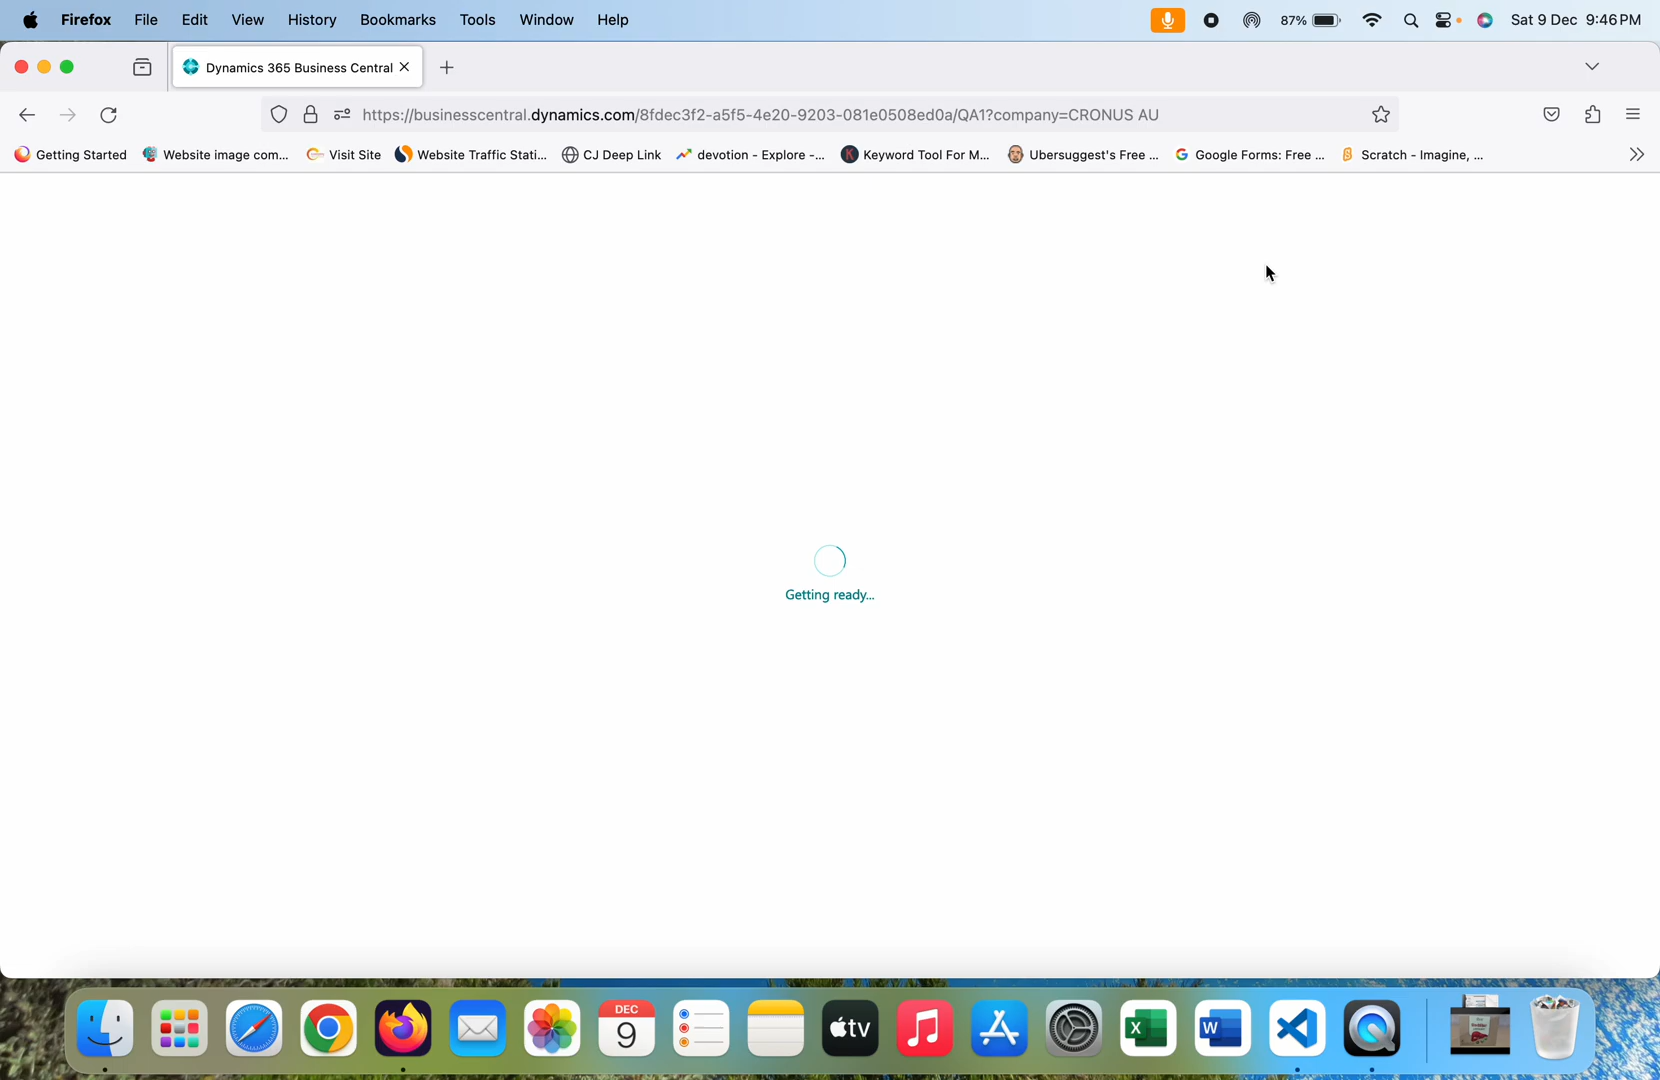 Firefox File Edit View History Bookmarks Tools Window Help 87% Sat 9 Dec 9:46 PM
Dynamics 365 Business Central
https://businesscentral.dynamics.com/8fdec3f2-a5f5-4e20-9203-081e0508ed0a/QA1?company=CRONUS AU
Getting Started Website image com... Visit Site Website Traffic Stati... CJ Deep Link devotion - Explore -... Keyword Tool For M... Ubersuggest's Free ... Google Forms: Free ... Scratch - Imagine, ...
Getting ready...
DEC
9
tv
X
W